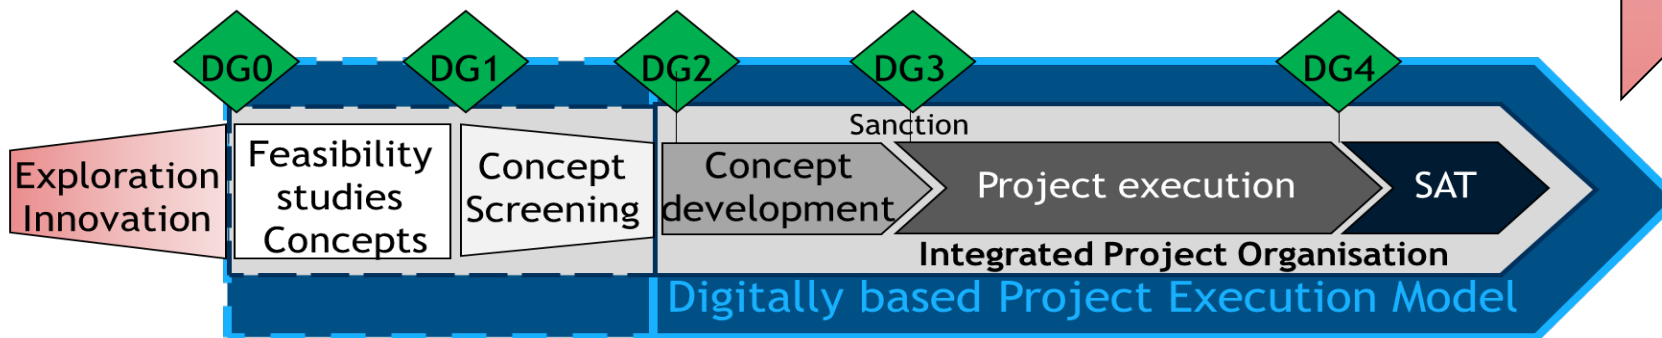 DG0
DG1
DG2
DG3
DG4
Sanction
Exploration
Innovation
Feasibility
studies
Concepts
Concept
Screening
Concept
development
Project execution
SAT
Integrated Project Organisation
Digitally based Project Execution Model